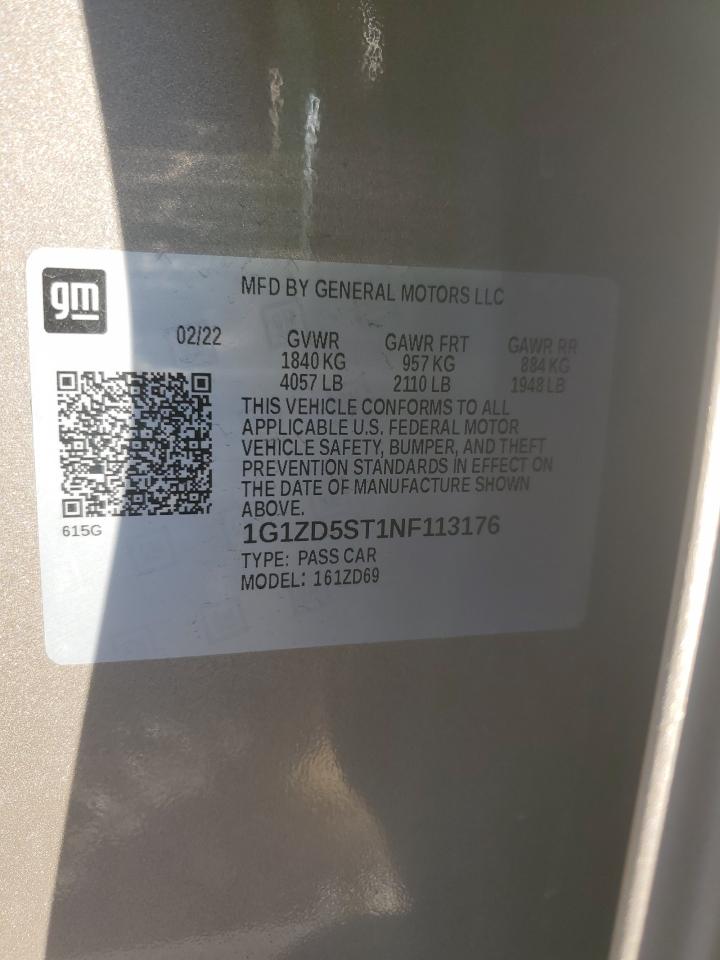 gm
MFD BY GENERAL MOTORS LLC
02/22 GVWR GAWR FRT GAWR RR
1840 KG 957 KG 884 KG
4057 LB 2110 LB 1948 LB
THIS VEHICLE CONFORMS TO ALL
APPLICABLE U.S. FEDERAL MOTOR
VEHICLE SAFETY, BUMPER, AND THEFT
PREVENTION STANDARDS IN EFFECT ON
THE DATE OF MANUFACTURE SHOWN
ABOVE.
615G
1G1ZD5ST1NF113176
TYPE: PASS CAR
MODEL: 161ZD69